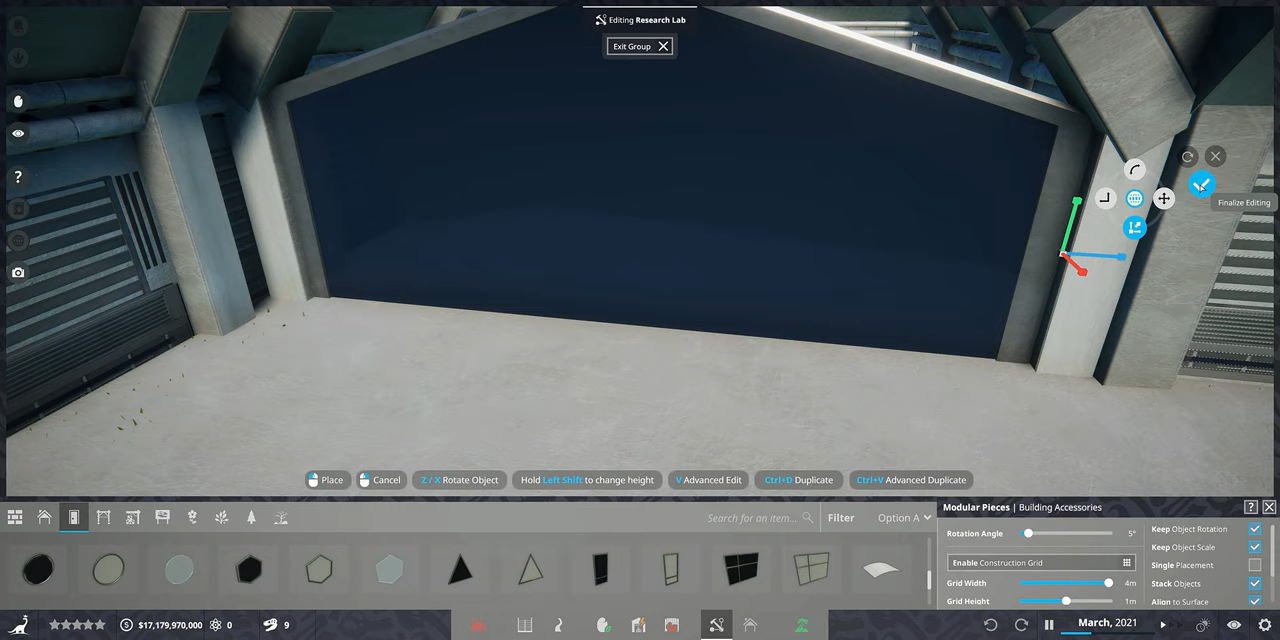 Editing Research Lab
Exit Group
Finalize Editing
?
Place
Cancel
Z / X Rotate Object
Hold Left Shift to change height
V Advanced Edit
Ctrl+D Duplicate
Ctrl+V Advanced Duplicate
Search for an item...
Filter
Option A
Modular Pieces | Building Accessories
?
Rotation Angle
5°
Enable Construction Grid
Grid Width
4m
Grid Height
1m
Keep Object Rotation
Keep Object Scale
Single Placement
Stack Objects
Align to Surface
$17,179,970,000
0
9
March, 2021